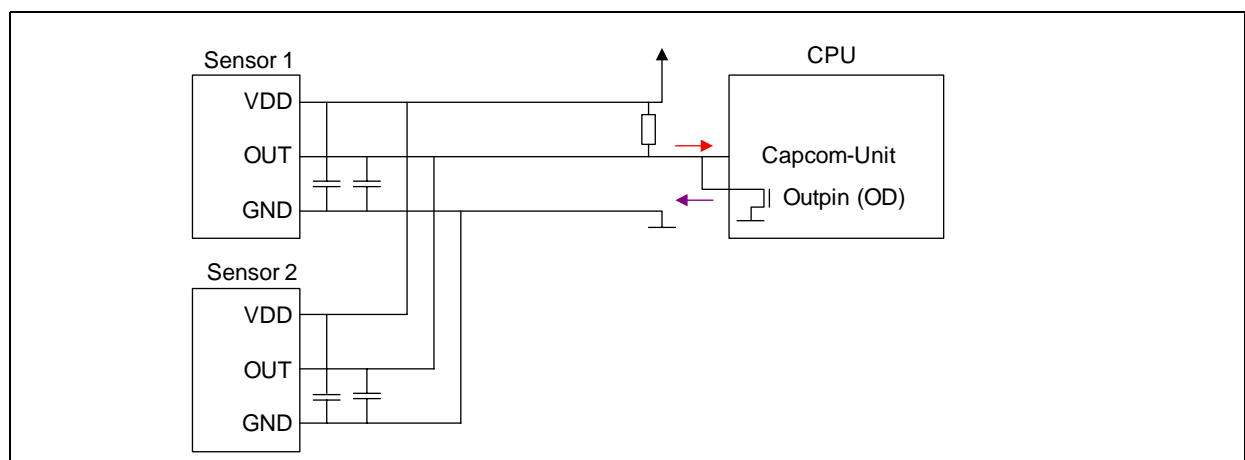 Sensor 1
VDD
OUT
GND
CPU
Capcom-Unit
Outpin (OD)
Sensor 2
VDD
OUT
GND